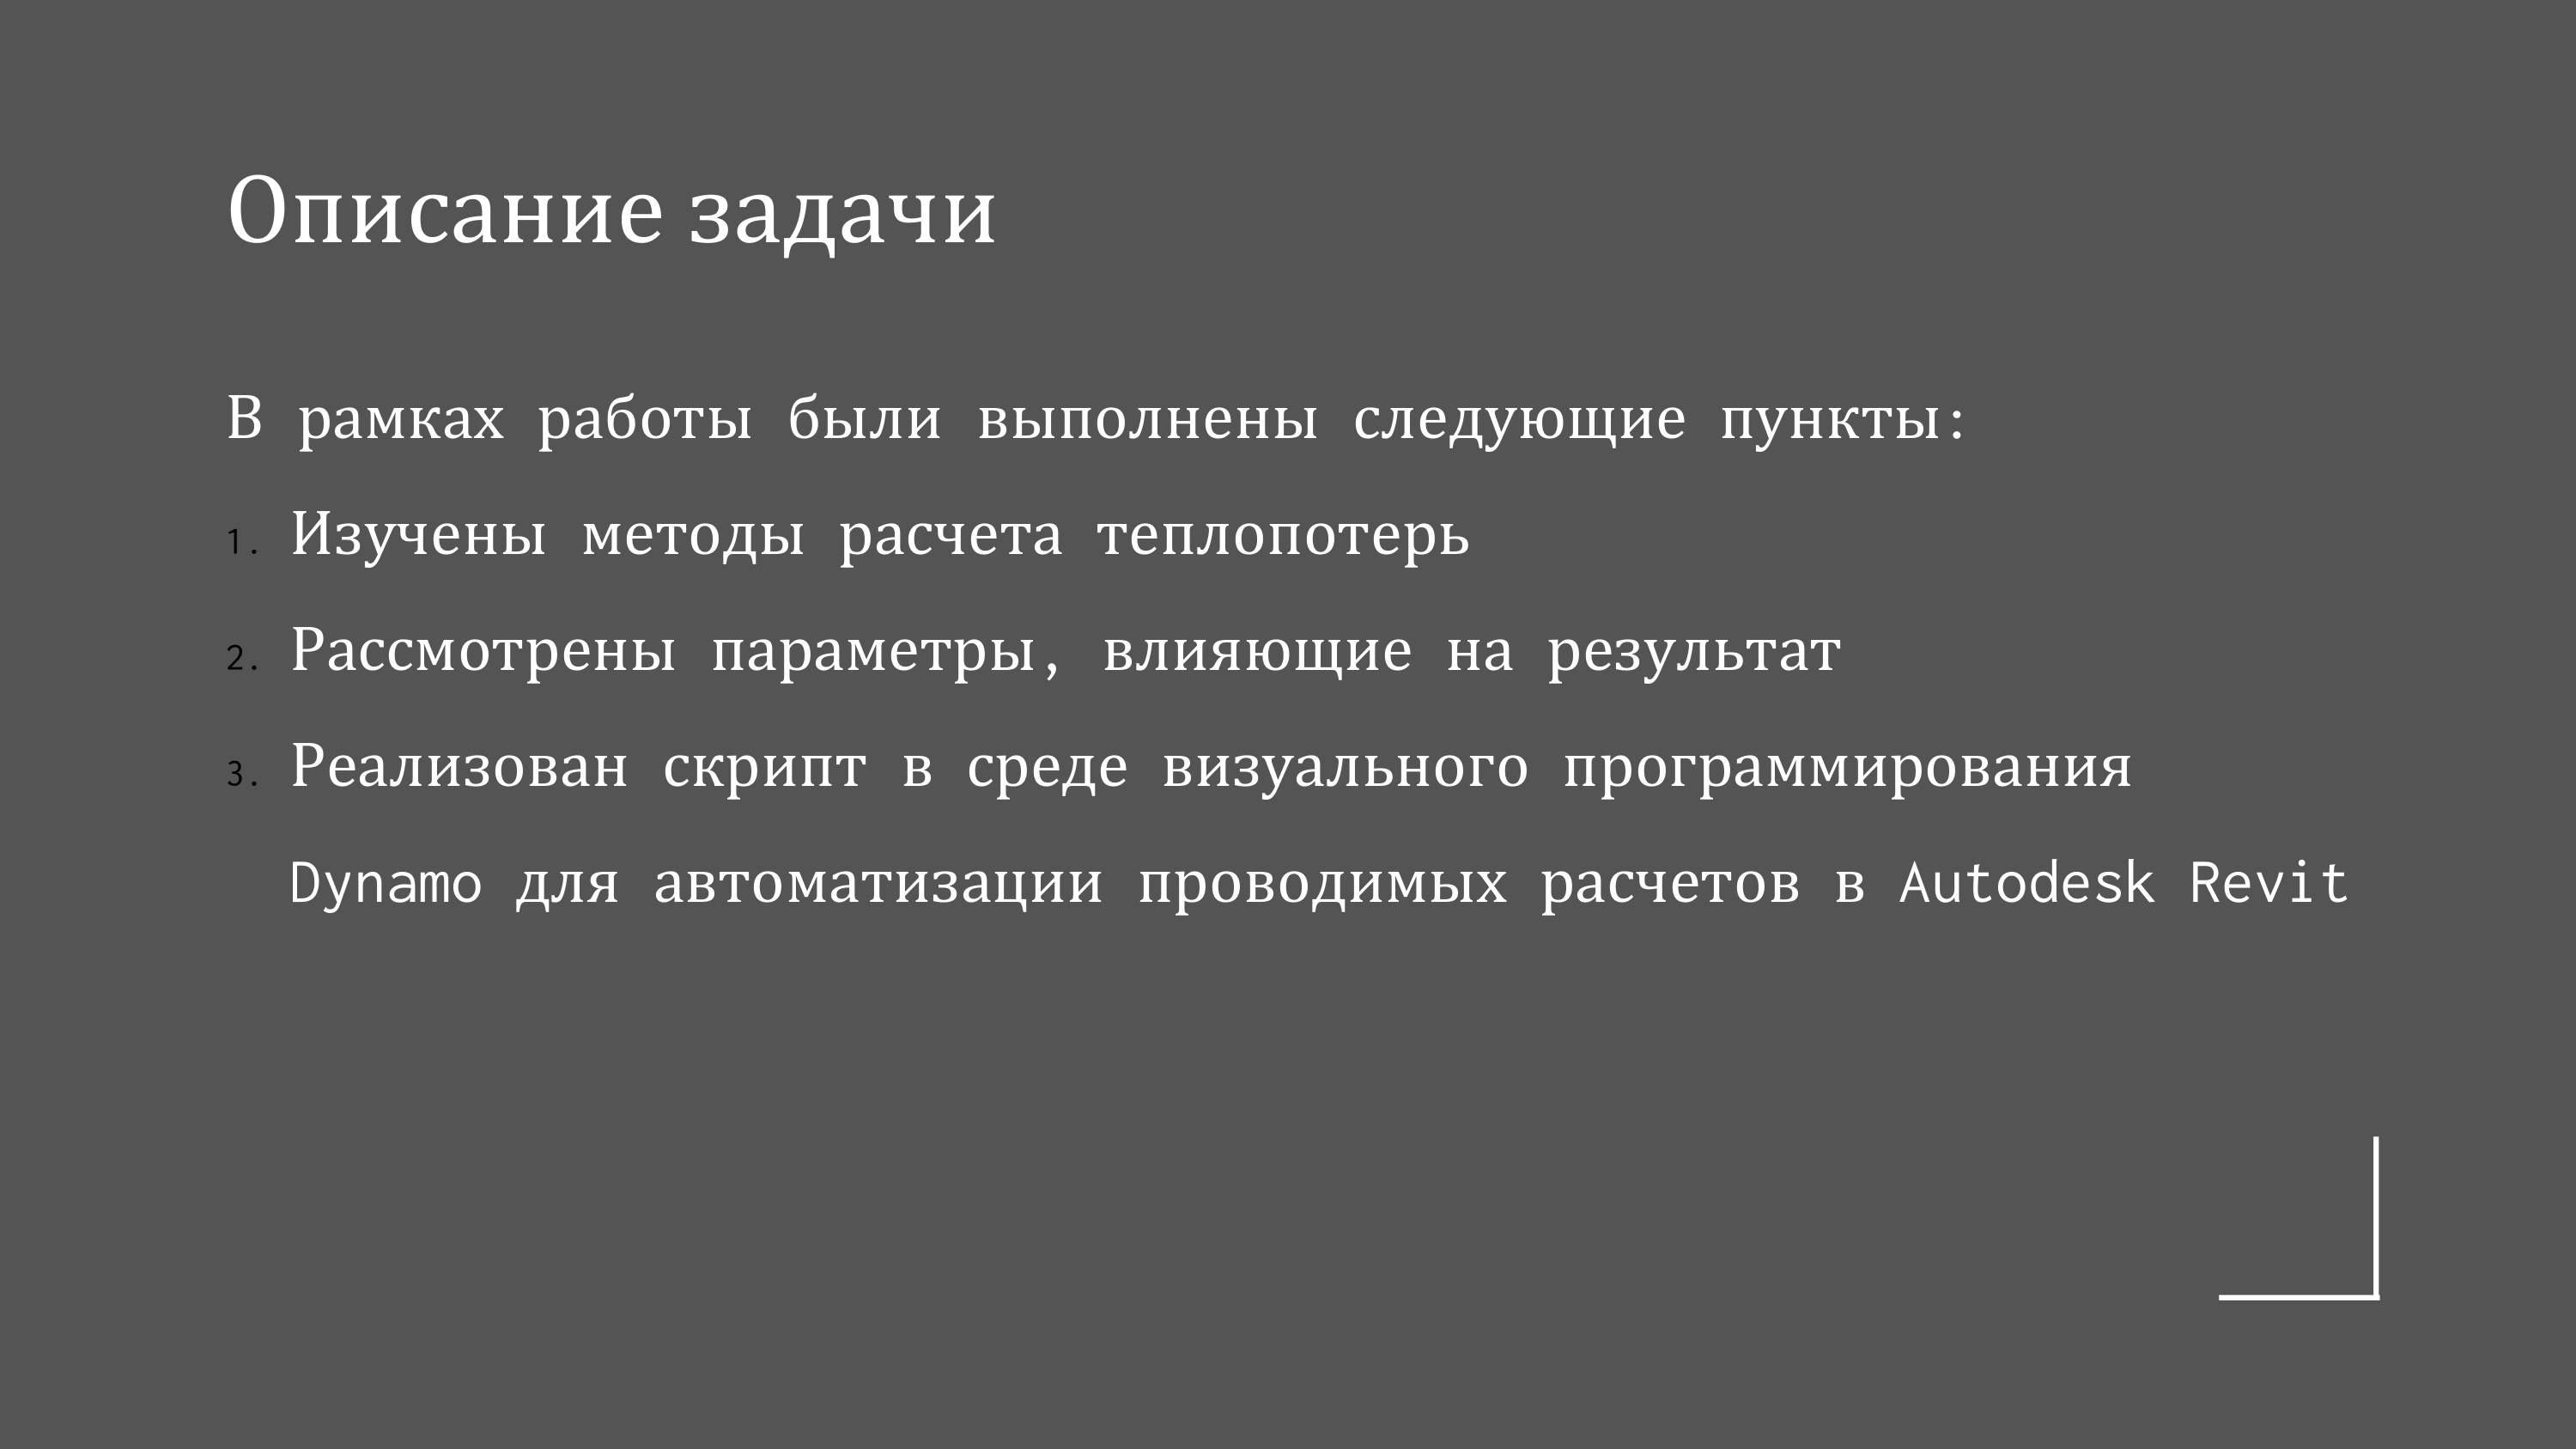 Описание задачи
В рамках работы были выполнены следующие пункты:
1. Изучены методы расчета теплопотерь
2. Рассмотрены параметры, влияющие на результат
3. Реализован скрипт в среде визуального программирования
Dynamo для автоматизации проводимых расчетов в Autodesk Revit